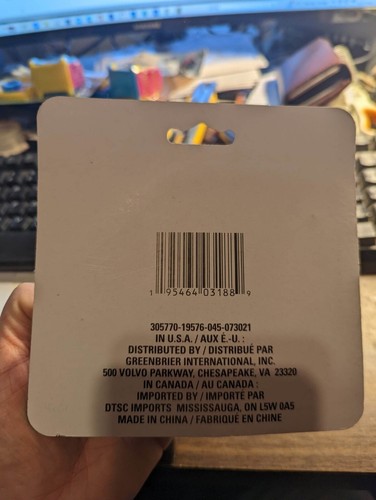 1 95464 03188 9
305770-19576-045-073021
IN U.S.A. / AUX É.-U. :
DISTRIBUTED BY / DISTRIBUÉ PAR
GREENBRIER INTERNATIONAL, INC.
500 VOLVO PARKWAY, CHESAPEAKE, VA 23320
IN CANADA / AU CANADA :
IMPORTED BY / IMPORTÉ PAR
DTSC IMPORTS MISSISSAUGA, ON L5W 0A5
MADE IN CHINA / FABRIQUÉ EN CHINE